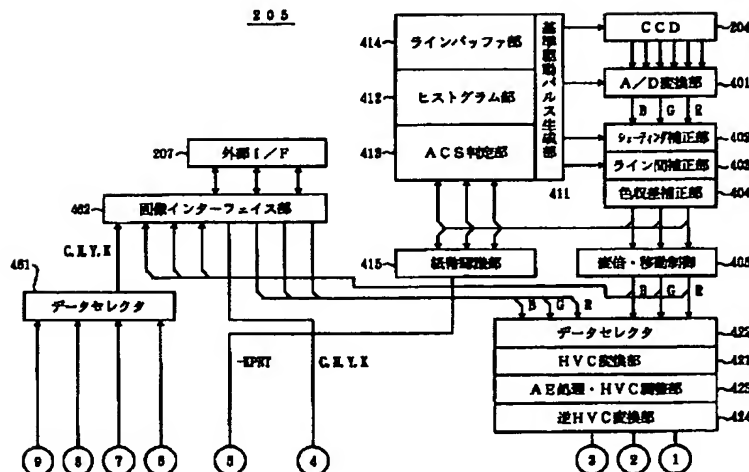 205
414
ラインバッファ部
412
ヒストグラム部
413
ACS判定部
基準駆動パルス生成部
411
CCD
204
A/D変換部
401
B G R
シェーディング補正部
402
ライン間補正部
403
色収差補正部
404
207
外部I/F
462
画像インターフェイス部
C,M,Y,K
461
データセレクタ
415
変倍・移動制御
405
B G R
B G R
データセレクタ
422
HVC変換部
421
AE処理・HVC調整部
423
逆HVC変換部
424
C,M,Y,K
9
8
7
6
5
4
3
2
1